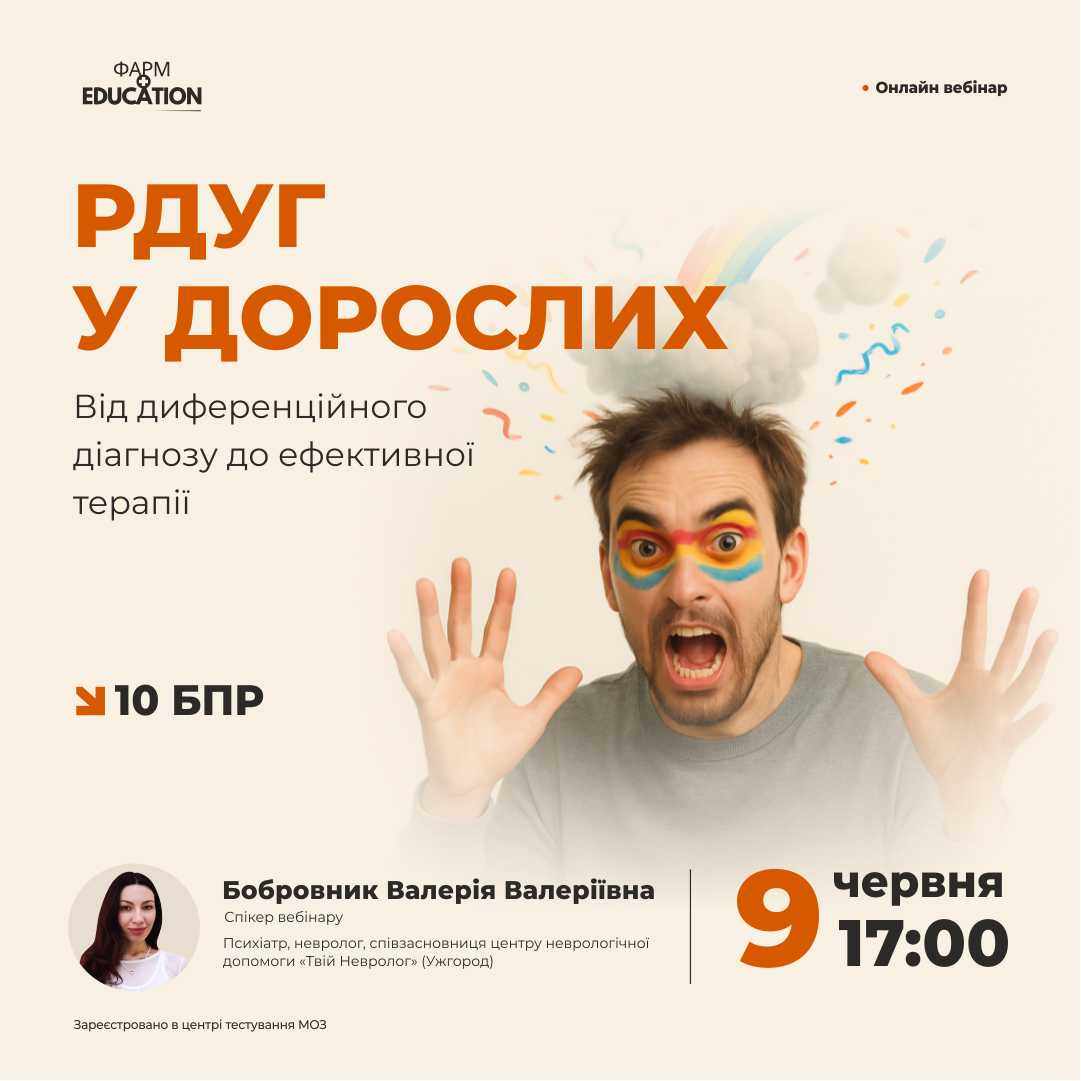 ФАРМ
EDUCATION
• Онлайн вебінар
РДУГ
У ДОРОСЛИХ
Від диференційного
діагнозу до ефективної
терапії
10 БПР
Бобровник Валерія Валеріївна
Спікер вебінару
Психіатр, невролог, співзасновниця центру неврологічної
допомоги «Твій Невролог» (Ужгород)
9 червня
17:00
Зареєстровано в центрі тестування МОЗ